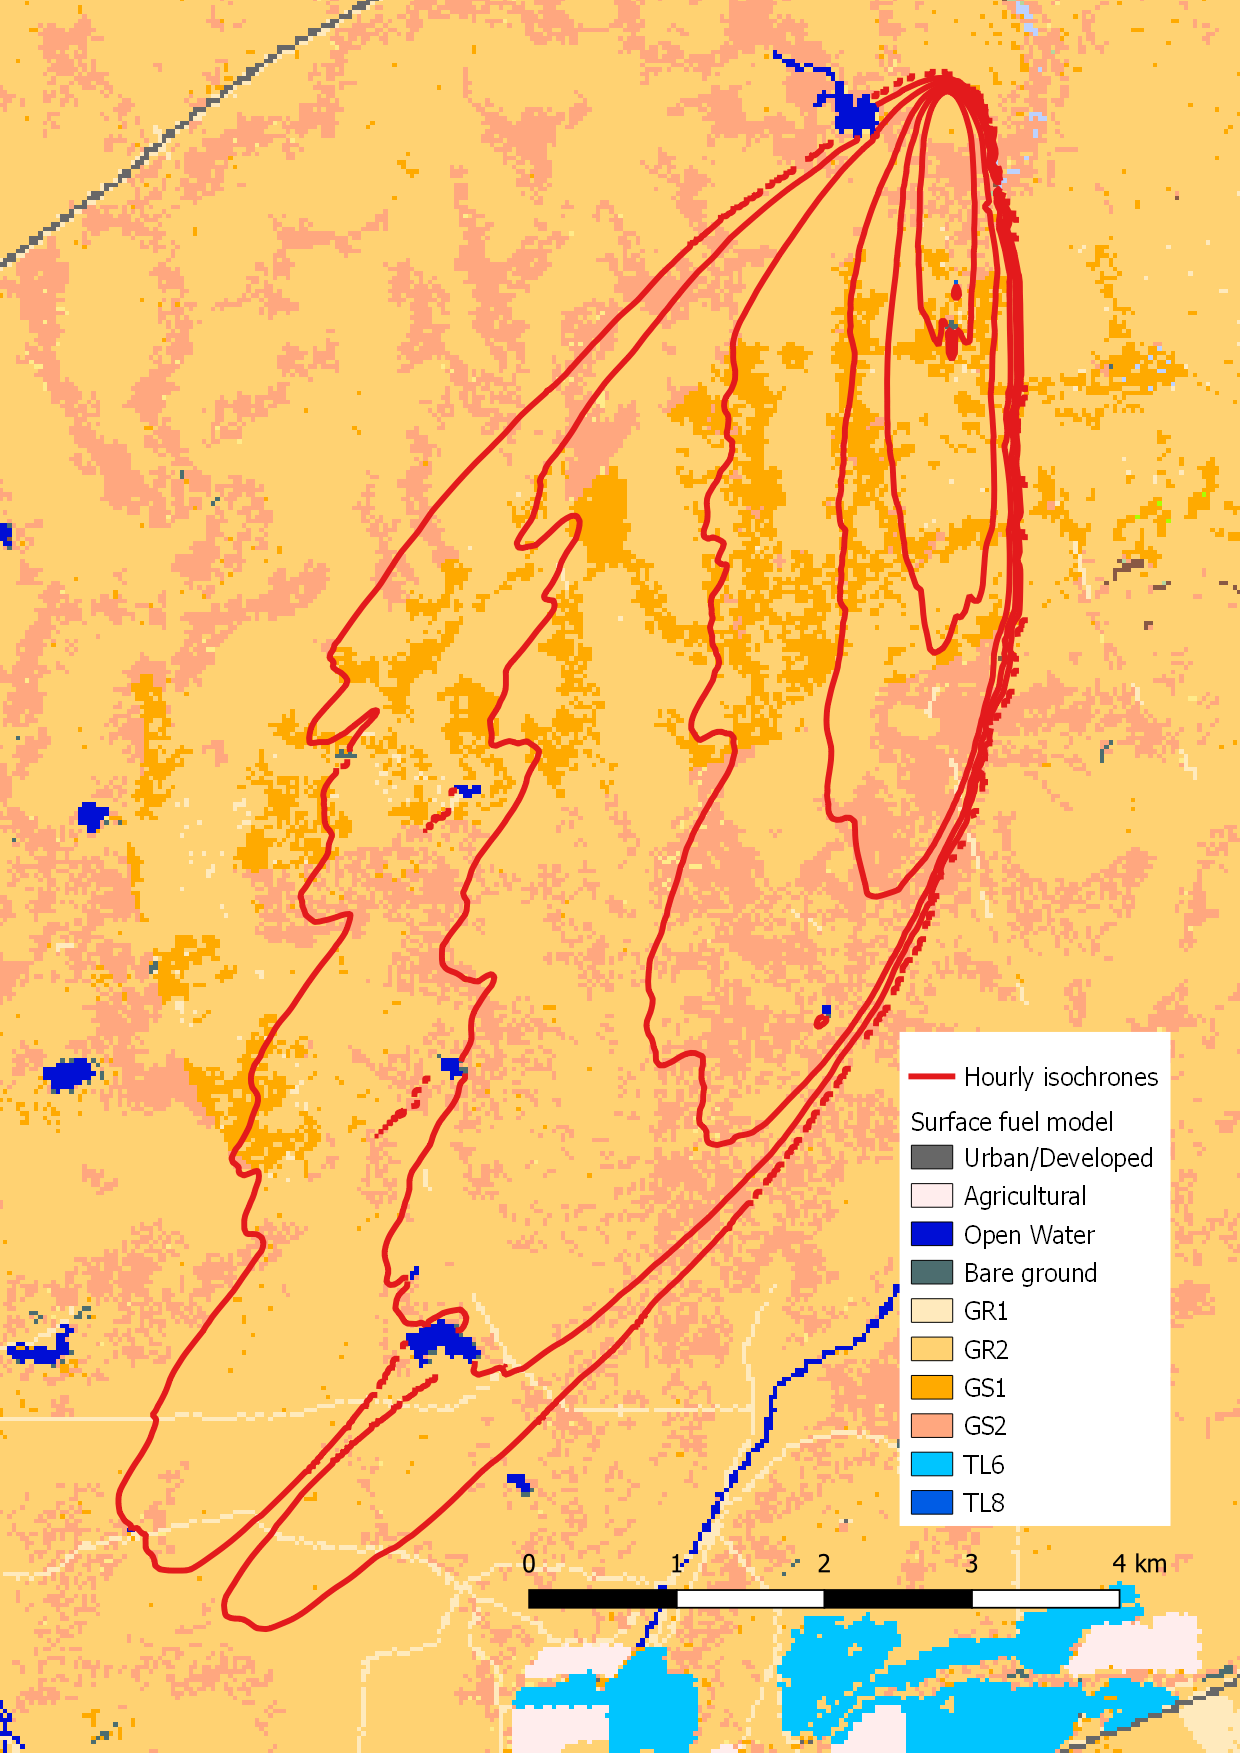 Hourly isochrones
Surface fuel model
Urban/Developed
Agricultural
Open Water
Bare ground
GR1
GR2
GS1
GS2
TL6
TL8
0 1 2 3 4 km